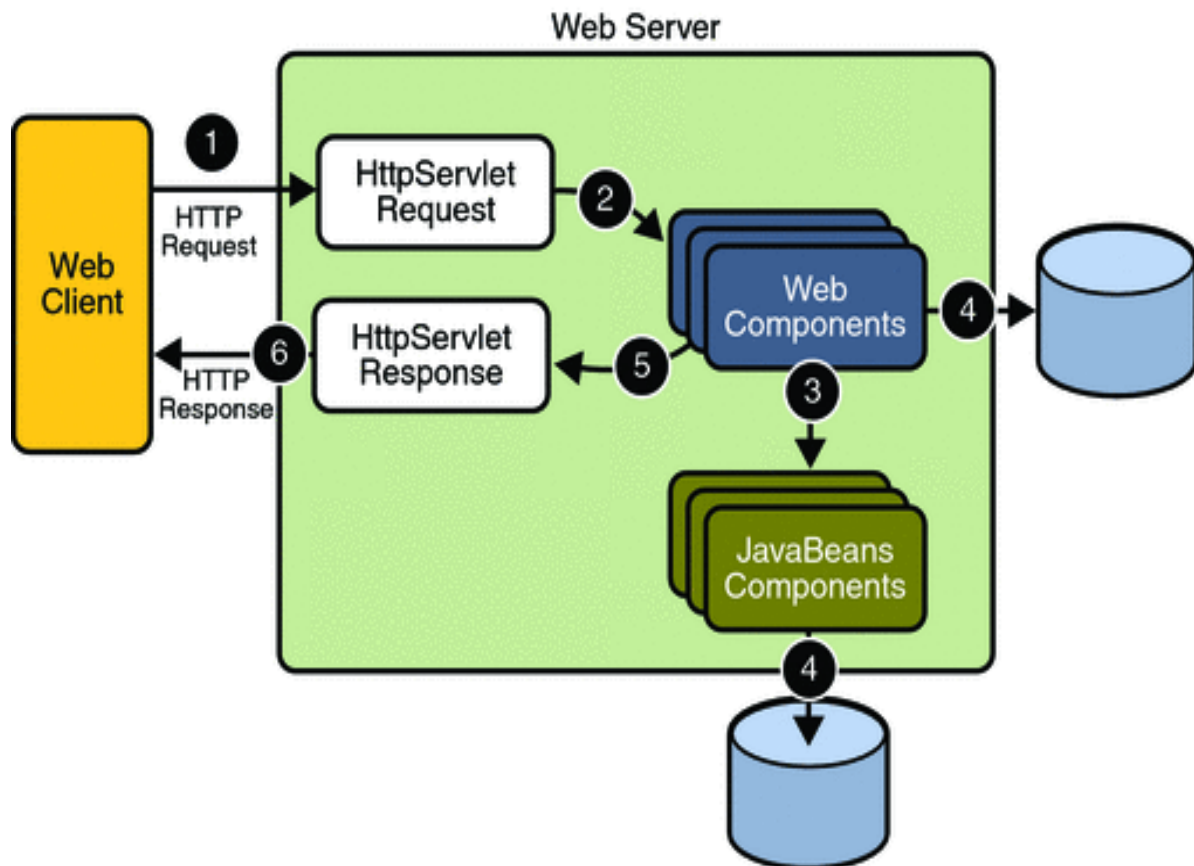 Web Server
1
HttpServlet
Request
2
HTTP
Request
Web
Client
Web
Components
4
HttpServlet
Response
5
6
HTTP
Response
3
JavaBeans
Components
4